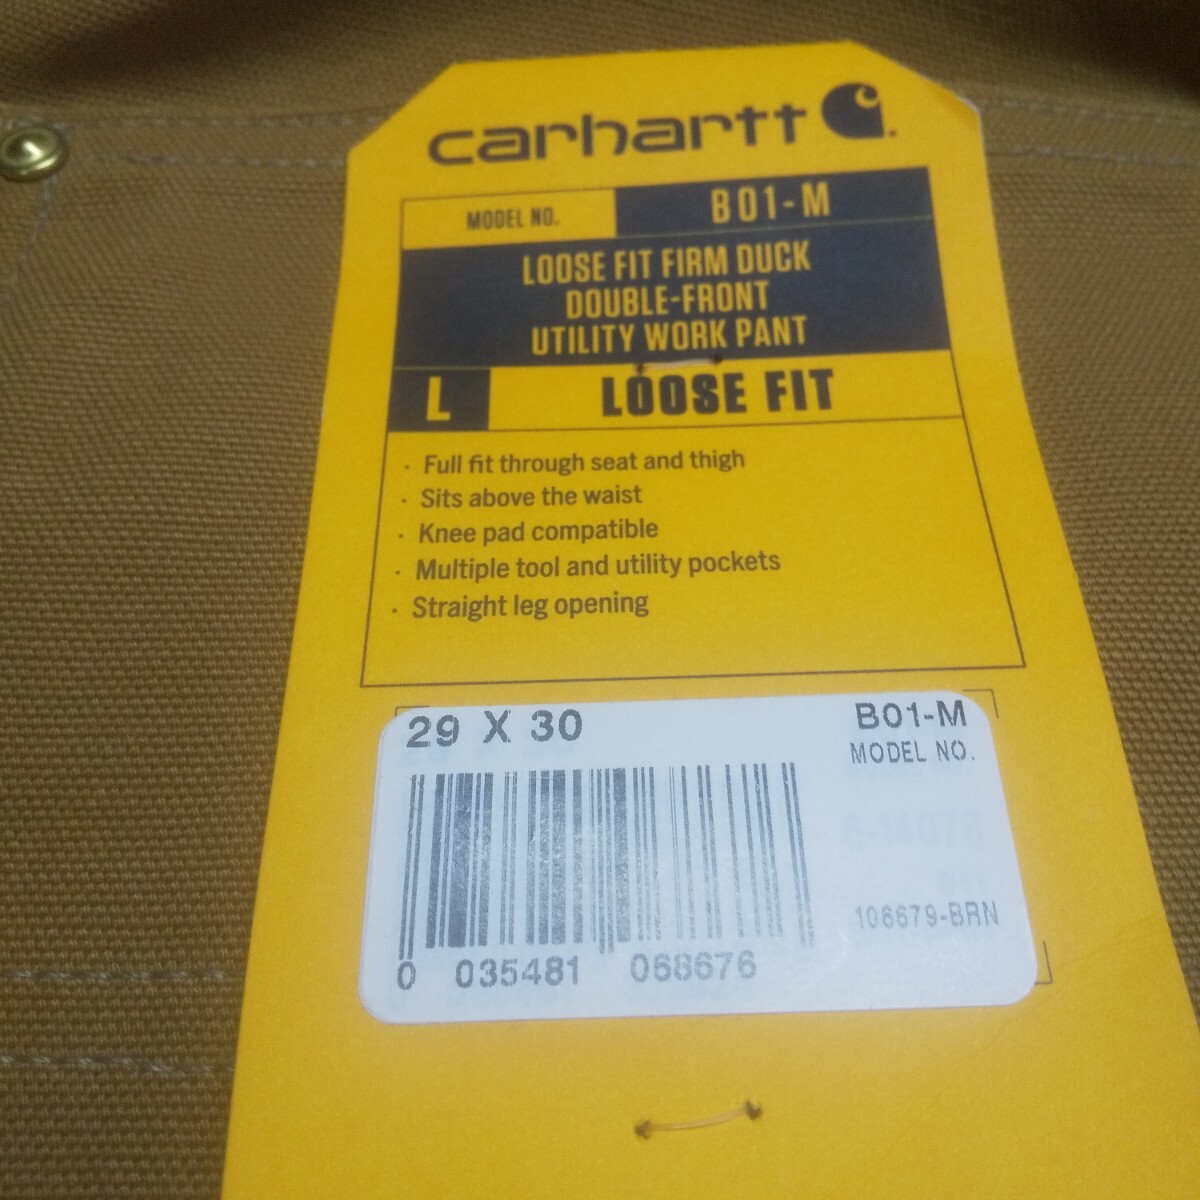 carhartt
MODEL NO. B01-M
LOOSE FIT FIRM DUCK
DOUBLE-FRONT
UTILITY WORK PANT
L LOOSE FIT
· Full fit through seat and thigh
· Sits above the waist
· Knee pad compatible
· Multiple tool and utility pockets
· Straight leg opening
29 X 30 B01-M
MODEL NO.
106679-BRN
0 035481 068676